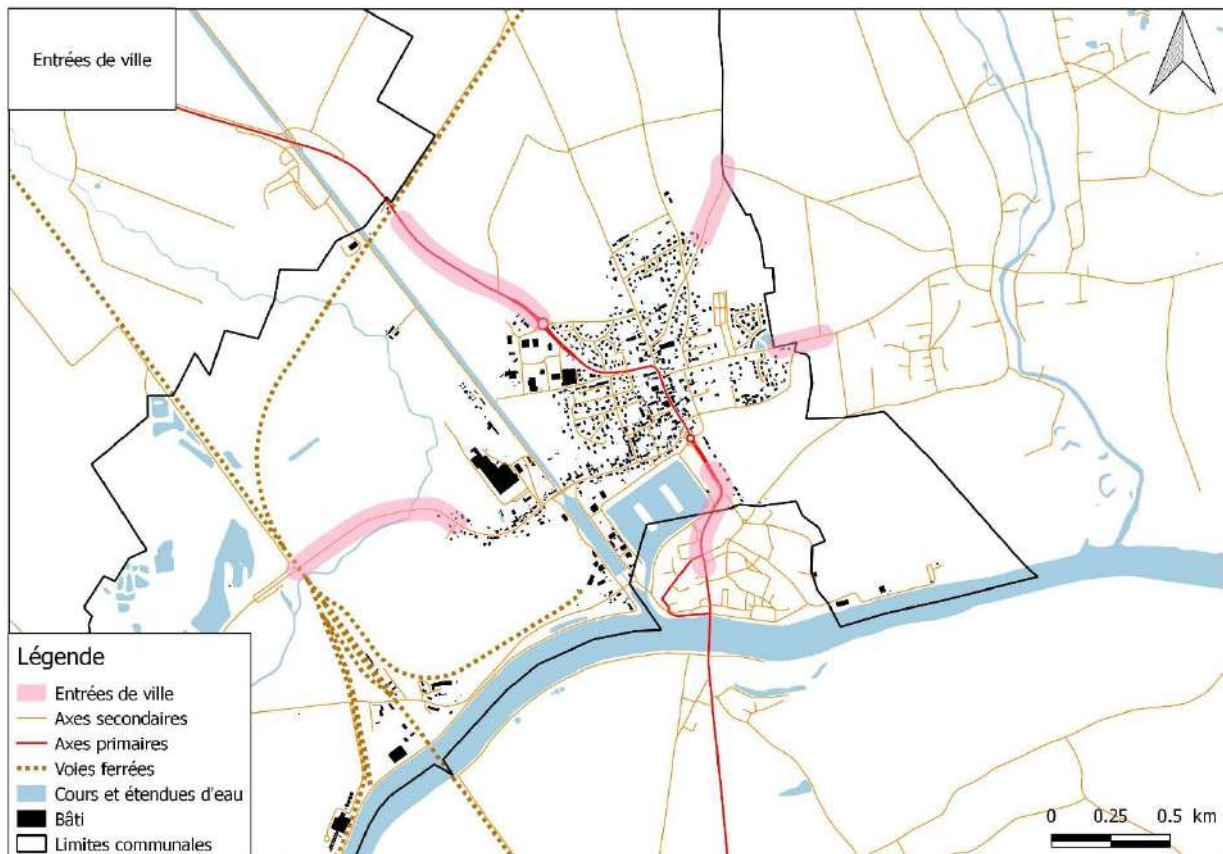 Entrées de ville
Légende
Entrées de ville
Axes secondaires
Axes primaires
Voies ferrées
Cours et étendues d'eau
Bâti
Limites communales
0 0.25 0.5 km